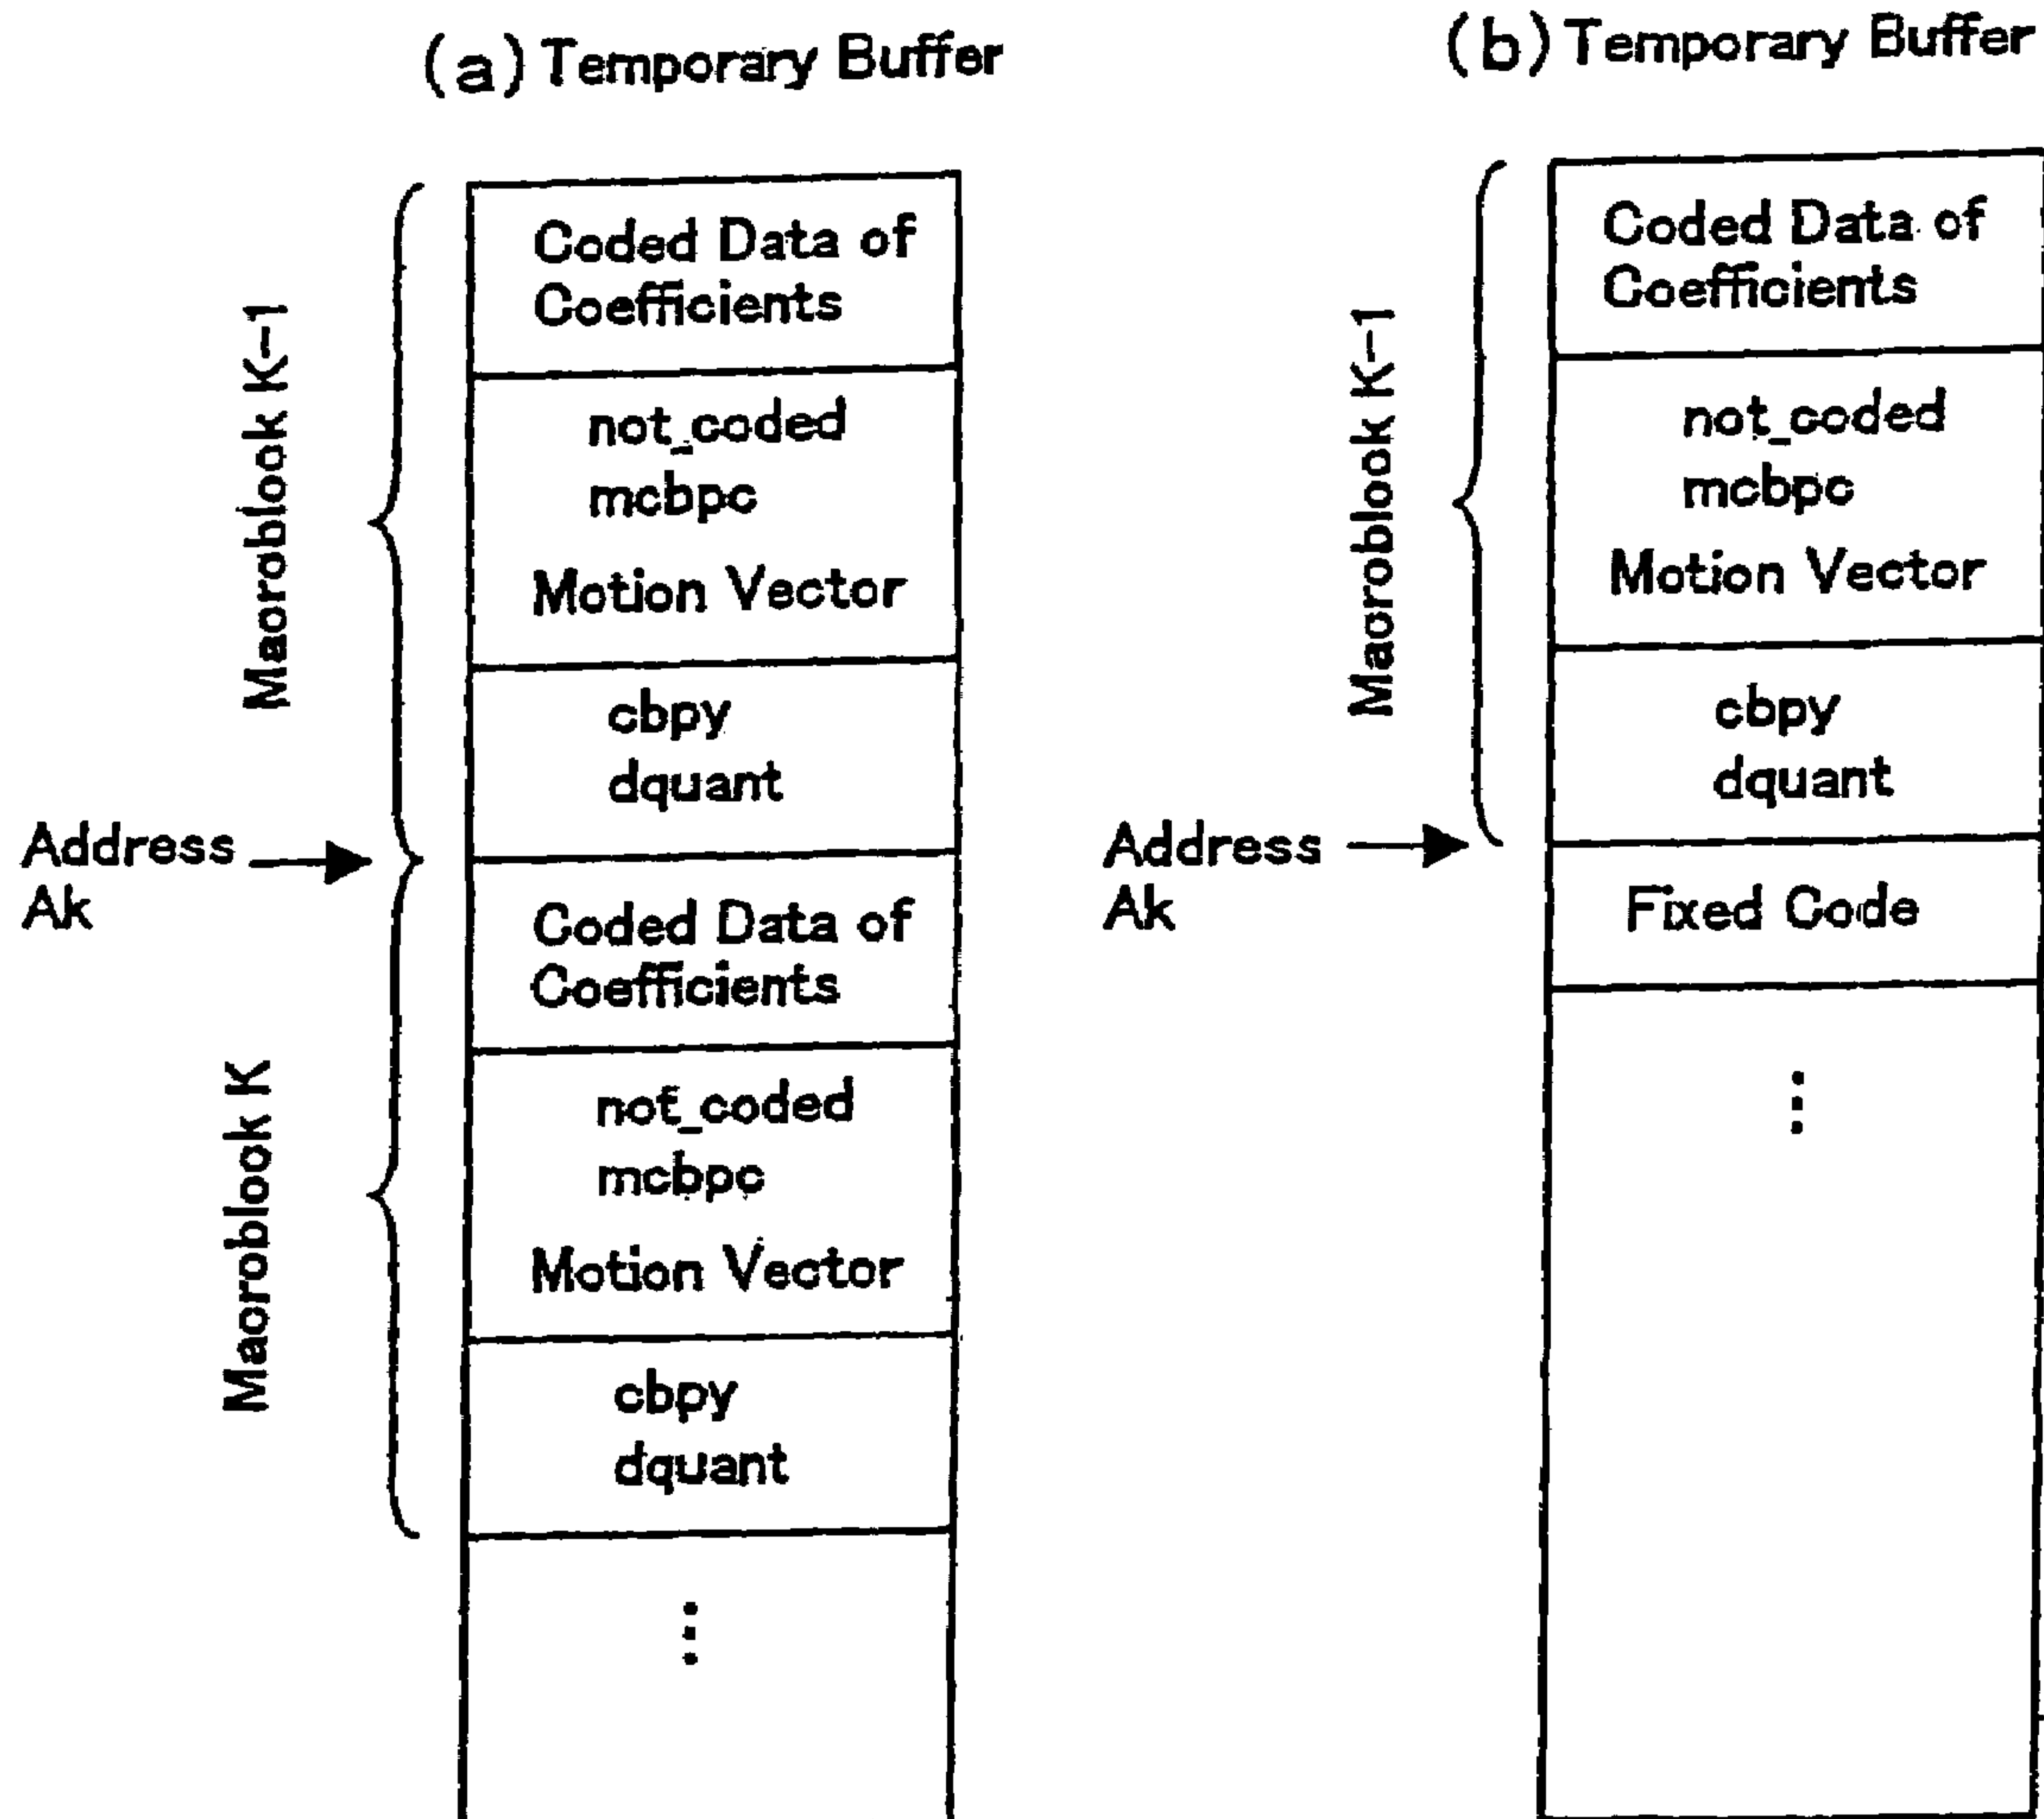 (a) Temporary Buffer
Macroblock K-1
Coded Data of
Coefficients
not_coded
mcbpc
Motion Vector
cbpy
dquant
Address
Ak
Macroblock K
Coded Data of
Coefficients
not_coded
mcbpc
Motion Vector
cbpy
dquant
(b) Temporary Buffer
Macroblock K-1
Coded Data of
Coefficients
not_coded
mcbpc
Motion Vector
cbpy
dquant
Address
Ak
Fixed Code